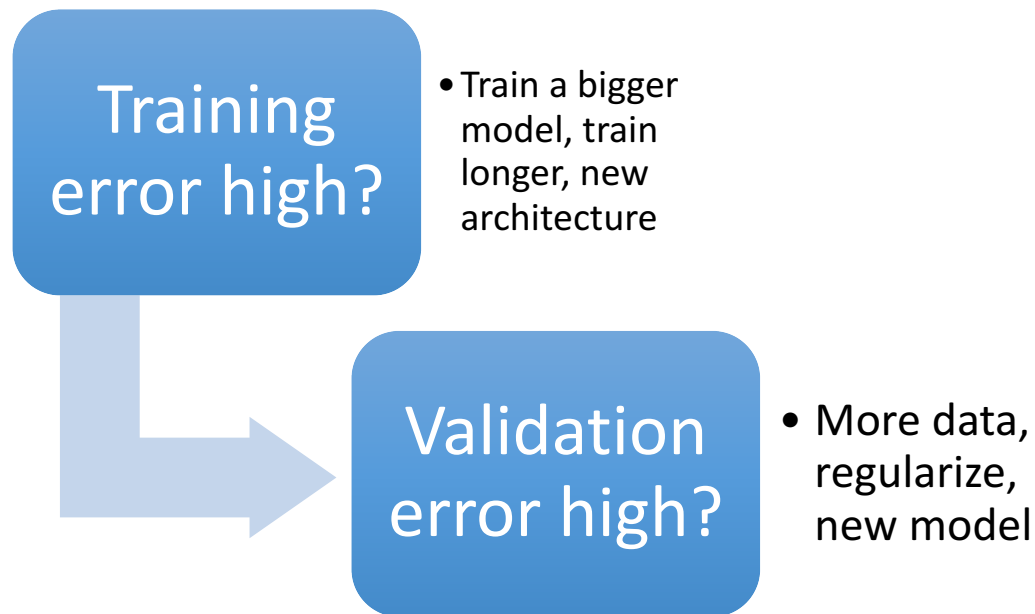 Training
error high?
• Train a bigger
model, train
longer, new
architecture
Validation
error high?
• More data,
regularize,
new model